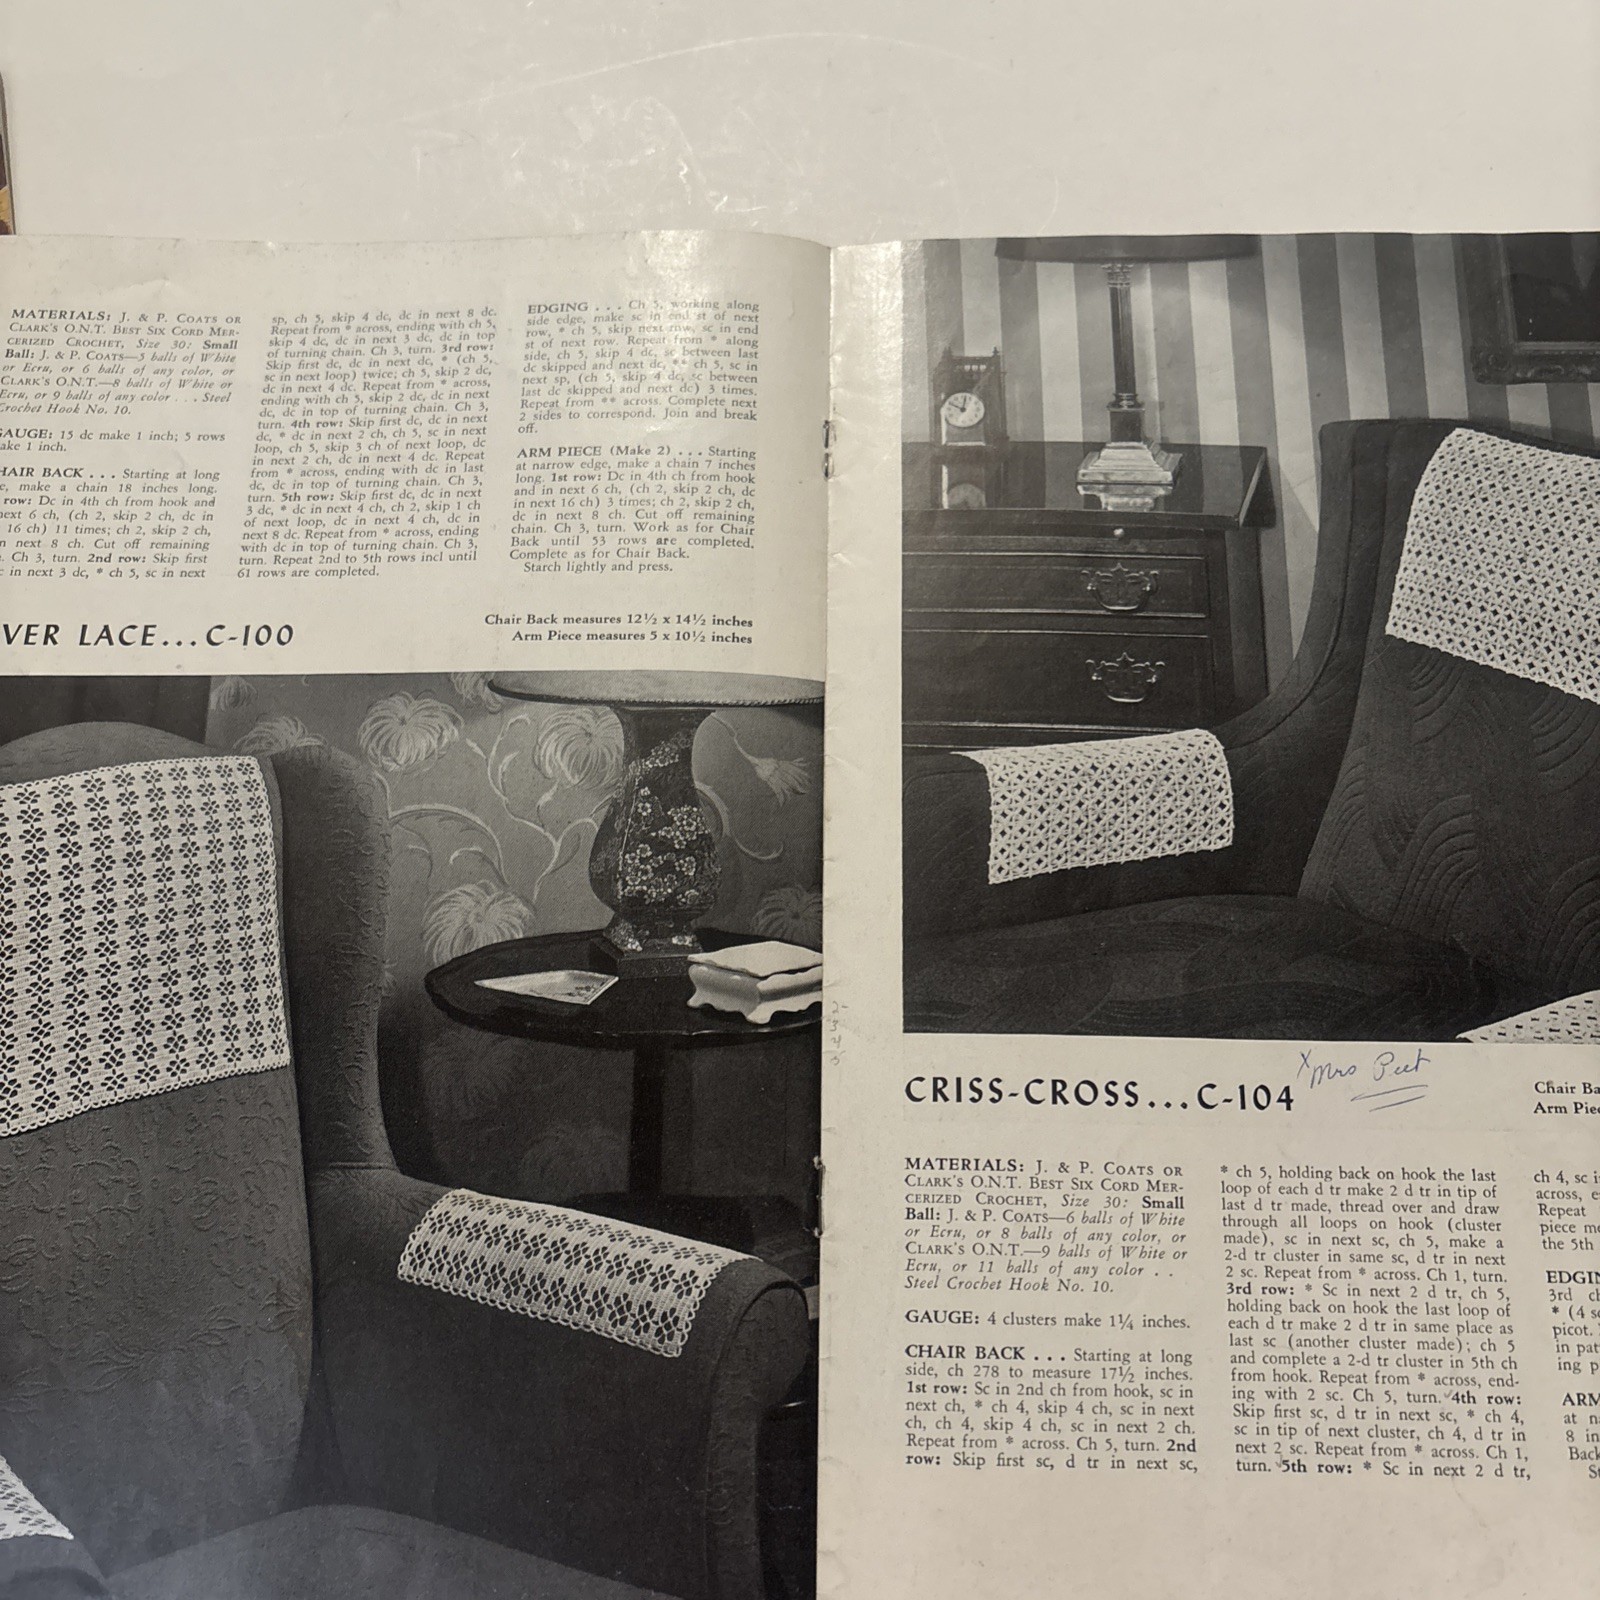 MATERIALS: J. & P. COATS OR
CLARK'S O.N.T. BEST SIX CORD MER-
CERIZED CROCHET, Size 30: Small
Ball: J. & P. COATS—5 balls of White
or Ecru, or 6 balls of any color, or
CLARK'S O.N.T.—8 balls of White or
Ecru, or 9 balls of any color . . . Steel
Crochet Hook No. 10.
GAUGE: 15 dc make 1 inch; 5 rows
make 1 inch.
HAIR BACK . . . Starting at long
e, make a chain 18 inches long.
row: Dc in 4th ch from hook and
next 6 ch, (ch 2, skip 2 ch, dc in
16 ch) 11 times; ch 2, skip 2 ch,
n next 8 ch. Cut off remaining
. Ch 3, turn. 2nd row: Skip first
c in next 3 dc, * ch 5, sc in next
sp, ch 5, skip 4 dc, dc in next 8 dc.
Repeat from * across, ending with ch 5,
skip 4 dc, dc in next 3 dc, dc in top
of turning chain. Ch 3, turn. 3rd row:
Skip first dc, dc in next dc, * (ch 5,
sc in next loop) twice; ch 5, skip 2 dc,
dc in next 4 dc. Repeat from * across,
ending with ch 5, skip 2 dc, dc in next
dc, dc in top of turning chain. Ch 3,
turn. 4th row: Skip first dc, dc in next
dc, * dc in next 2 ch, ch 5, sc in next
loop, ch 5, skip 3 ch of next loop, dc
in next 2 ch, dc in next 4 dc. Repeat
from * across, ending with dc in last
dc, dc in top of turning chain. Ch 3,
turn. 5th row: Skip first dc, dc in next
3 dc, * dc in next 4 ch, ch 2, skip 1 ch
of next loop, dc in next 4 ch, dc in
next 8 dc. Repeat from * across, ending
with dc in top of turning chain. Ch 3,
turn. Repeat 2nd to 5th rows incl until
61 rows are completed.
EDGING . . . Ch 5, working along
side edge, make sc in end st of next
row, * ch 5, skip next row, sc in end
st of next row. Repeat from * along
side, ch 5, skip 4 dc, sc between last
dc skipped and next dc, ** ch 5, sc in
next sp, (ch 5, skip 4 dc, sc between
last dc skipped and next dc) 3 times.
Repeat from ** across. Complete next
2 sides to correspond. Join and break
off.
ARM PIECE (Make 2) . . . Starting
at narrow edge, make a chain 7 inches
long. 1st row: Dc in 4th ch from hook
and in next 6 ch, (ch 2, skip 2 ch, dc
in next 16 ch) 3 times; ch 2, skip 2 ch,
dc in next 8 ch. Cut off remaining
chain. Ch 3, turn. Work as for Chair
Back until 53 rows are completed.
Complete as for Chair Back.
Starch lightly and press.
VER LACE...C-100
Chair Back measures 12½ x 14½ inches
Arm Piece measures 5 x 10½ inches
CRISS-CROSS...C-104
x Mrs Peet
Chair Ba
Arm Piec
MATERIALS: J. & P. COATS OR
CLARK'S O.N.T. BEST SIX CORD MER-
CERIZED CROCHET, Size 30: Small
Ball: J. & P. COATS—6 balls of White
or Ecru, or 8 balls of any color, or
CLARK'S O.N.T.—9 balls of White or
Ecru, or 11 balls of any color . .
Steel Crochet Hook No. 10.
GAUGE: 4 clusters make 1¼ inches.
CHAIR BACK . . . Starting at long
side, ch 278 to measure 17½ inches.
1st row: Sc in 2nd ch from hook, sc in
next ch, * ch 4, skip 4 ch, sc in next
ch, ch 4, skip 4 ch, sc in next 2 ch.
Repeat from * across. Ch 5, turn. 2nd
row: Skip first sc, d tr in next sc,
* ch 5, holding back on hook the last
loop of each d tr make 2 d tr in tip of
last d tr made, thread over and draw
through all loops on hook (cluster
made), sc in next sc, ch 5, make a
2-d tr cluster in same sc, d tr in next
2 sc. Repeat from * across. Ch 1, turn.
3rd row: * Sc in next 2 d tr, ch 5,
holding back on hook the last loop of
each d tr make 2 d tr in same place as
last sc (another cluster made); ch 5
and complete a 2-d tr cluster in 5th ch
from hook. Repeat from * across, end-
ing with 2 sc. Ch 5, turn. 4th row:
Skip first sc, d tr in next sc, * ch 4,
sc in tip of next cluster, ch 4, d tr in
next 2 sc. Repeat from * across. Ch 1,
turn. 5th row: * Sc in next 2 d tr,
ch 4, sc i
across, e
Repeat
piece me
the 5th
EDGIN
3rd ch
* (4 sc
picot.
in pat
ing p
ARM
at n
8 in
Back
St